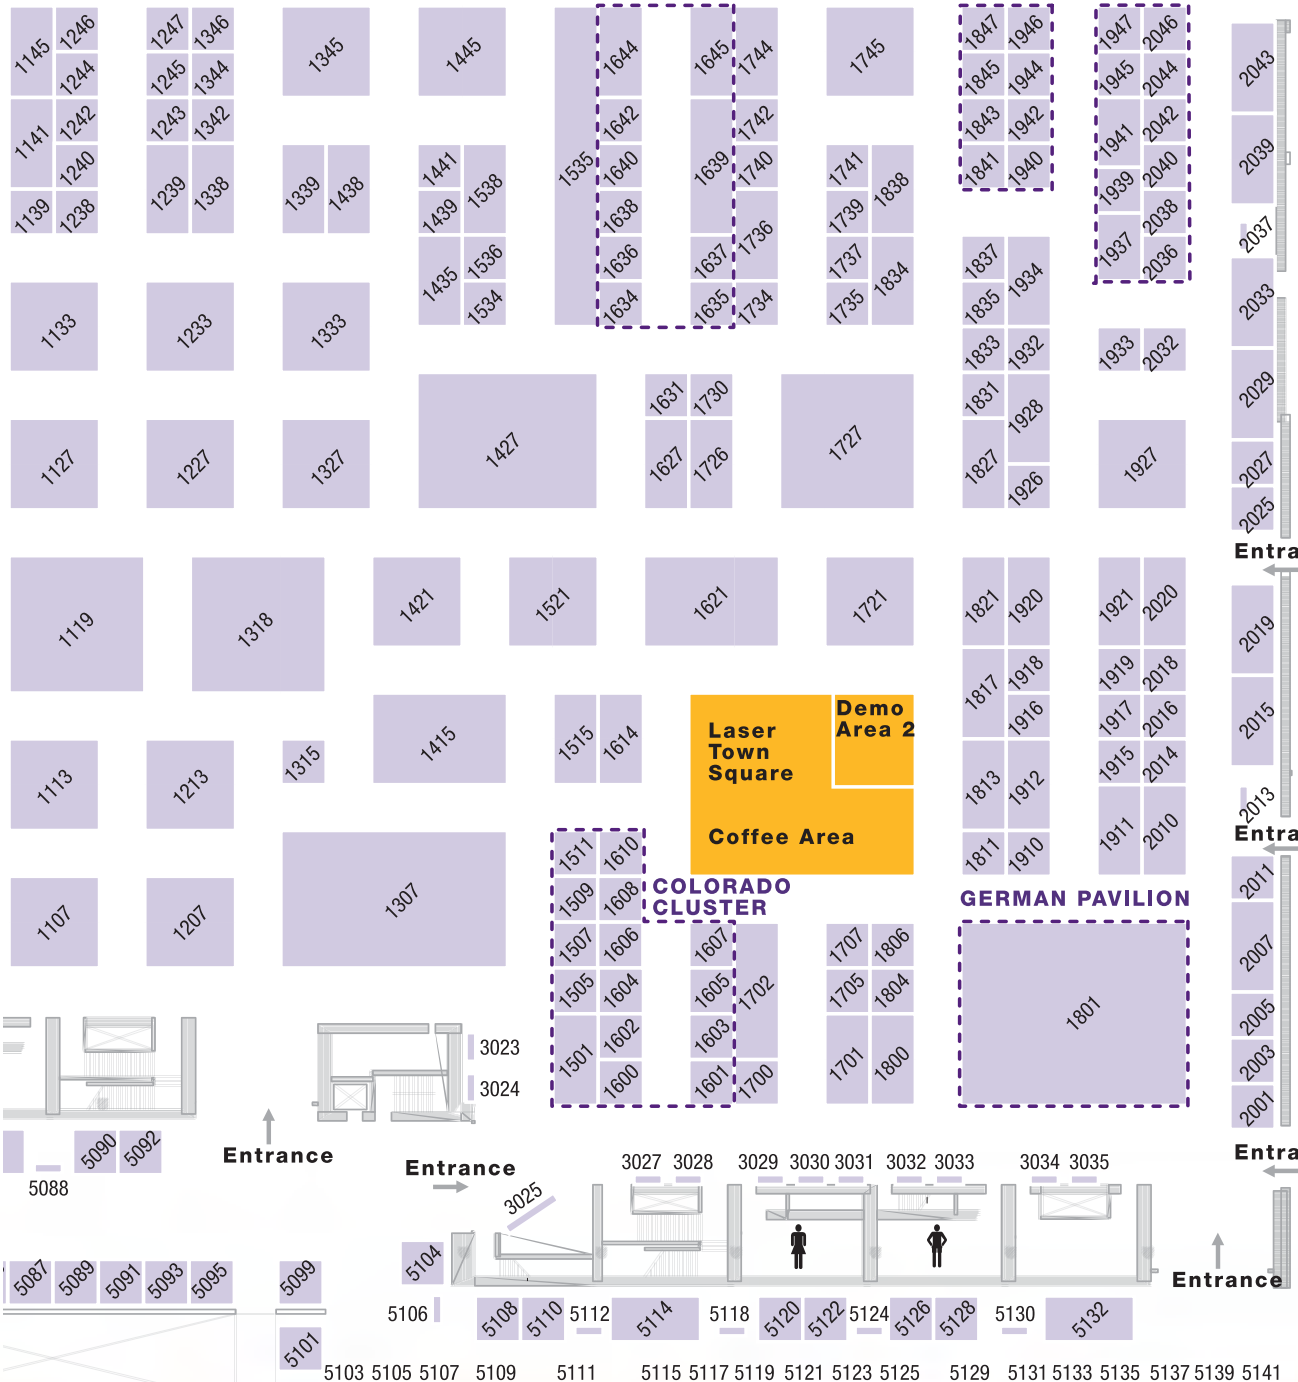 1145 1246 1247 1346 1345 1445 1644 1645 1744 1745 1847 1946 1947 2046 2043
1244 1245 1344 1845 1944 1945 2044
1141 1242 1243 1342 1642 1742 1843 1942 1941 2042 2039
1240 1239 1338 1339 1438 1441 1538 1535 1640 1639 1740 1741 1838 1841 1940 2040
1139 1238 1439 1638 1736 1739 1939 2038 2037
1435 1536 1636 1637 1737 1834 1837 1934 1937 2036
1133 1233 1333 1534 1634 1635 1734 1735 1835 2033
1833 1932 1933 2032
1631 1730 1831 1928 2029
1127 1227 1327 1427 1627 1726 1727 1827 1926 1927 2027
2025
Entra
1119 1318 1421 1521 1621 1721 1821 1920 1921 2020 2019
1817 1918 1919 2018
Demo
Area 2
Laser
Town
Square
1415 1515 1614 1916 1917 2016 2015
1113 1213 1315 1813 1912 1915 2014
2013
Coffee Area
Entra
1511 1610 1811 1910 1911 2010 2011
COLORADO
CLUSTER
GERMAN PAVILION
1107 1207 1307 1509 1608
1507 1606 1607 1702 1707 1806 2007
1505 1604 1605 1705 1804 1801 2005
3023 1501 1602 1603 1701 1800 2003
3024 1600 1601 1700 2001
5090 5092 Entrance Entrance Entra
5088 3025 3027 3028 3029 3030 3031 3032 3033 3034 3035
5104
5087 5089 5091 5093 5095 5099 Entrance
5106 5108 5110 5112 5114 5118 5120 5122 5124 5126 5128 5130 5132
5101
5103 5105 5107 5109 5111 5115 5117 5119 5121 5123 5125 5129 5131 5133 5135 5137 5139 5141